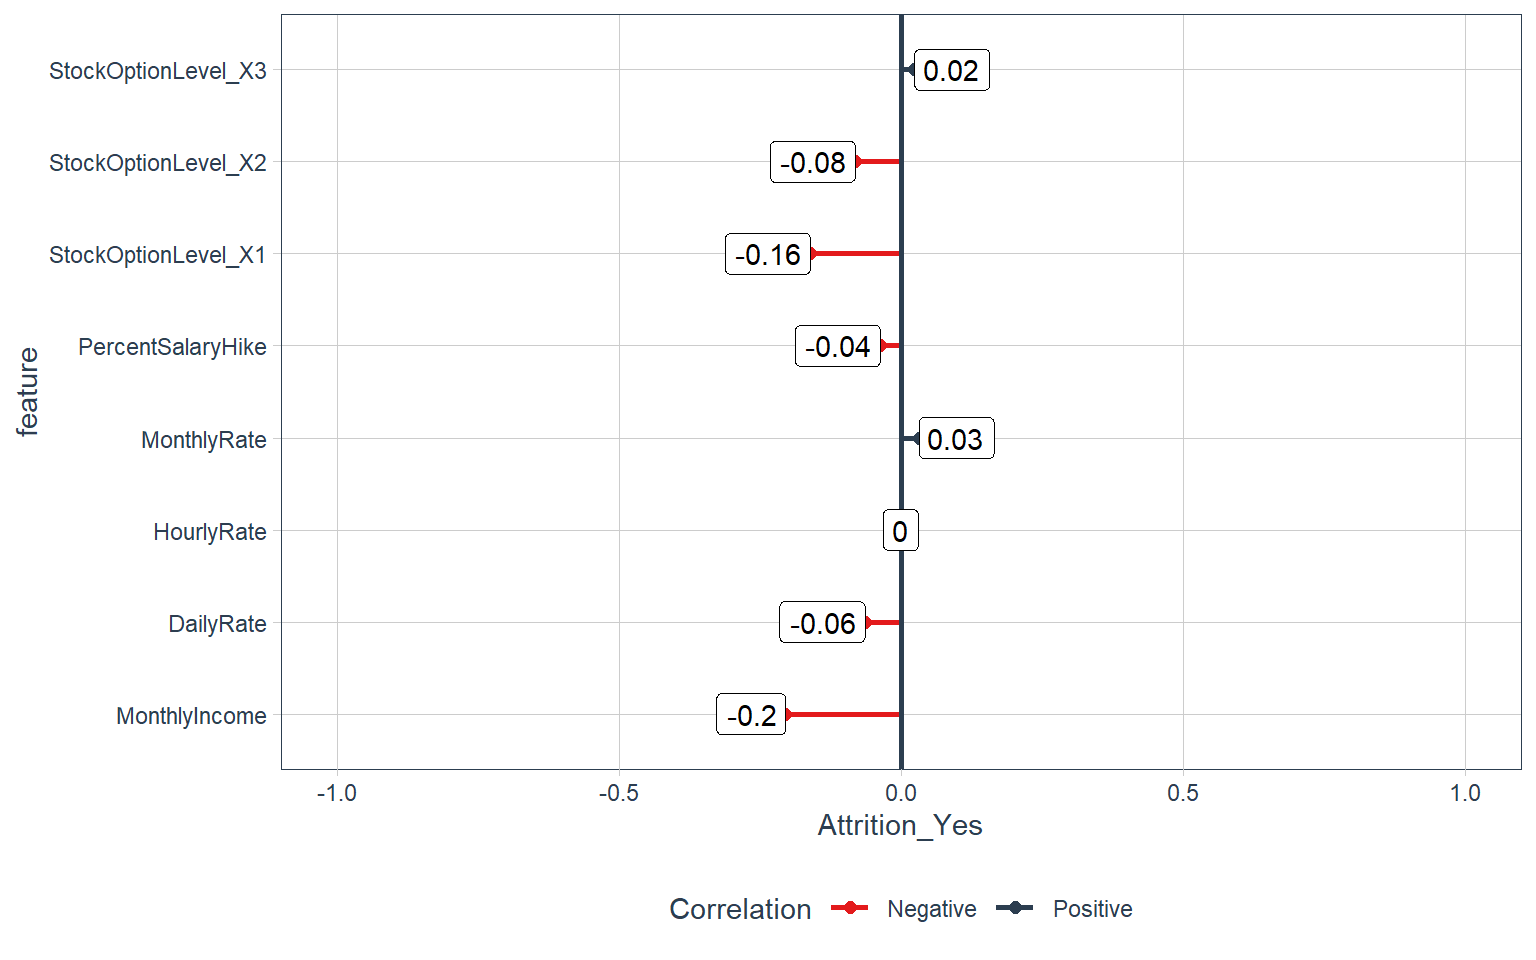 StockOptionLevel_X3
0.02
StockOptionLevel_X2
-0.08
StockOptionLevel_X1
-0.16
PercentSalaryHike
-0.04
MonthlyRate
0.03
HourlyRate
0
DailyRate
-0.06
MonthlyIncome
-0.2
feature
-1.0 -0.5 0.0 0.5 1.0
Attrition_Yes
Correlation Negative Positive